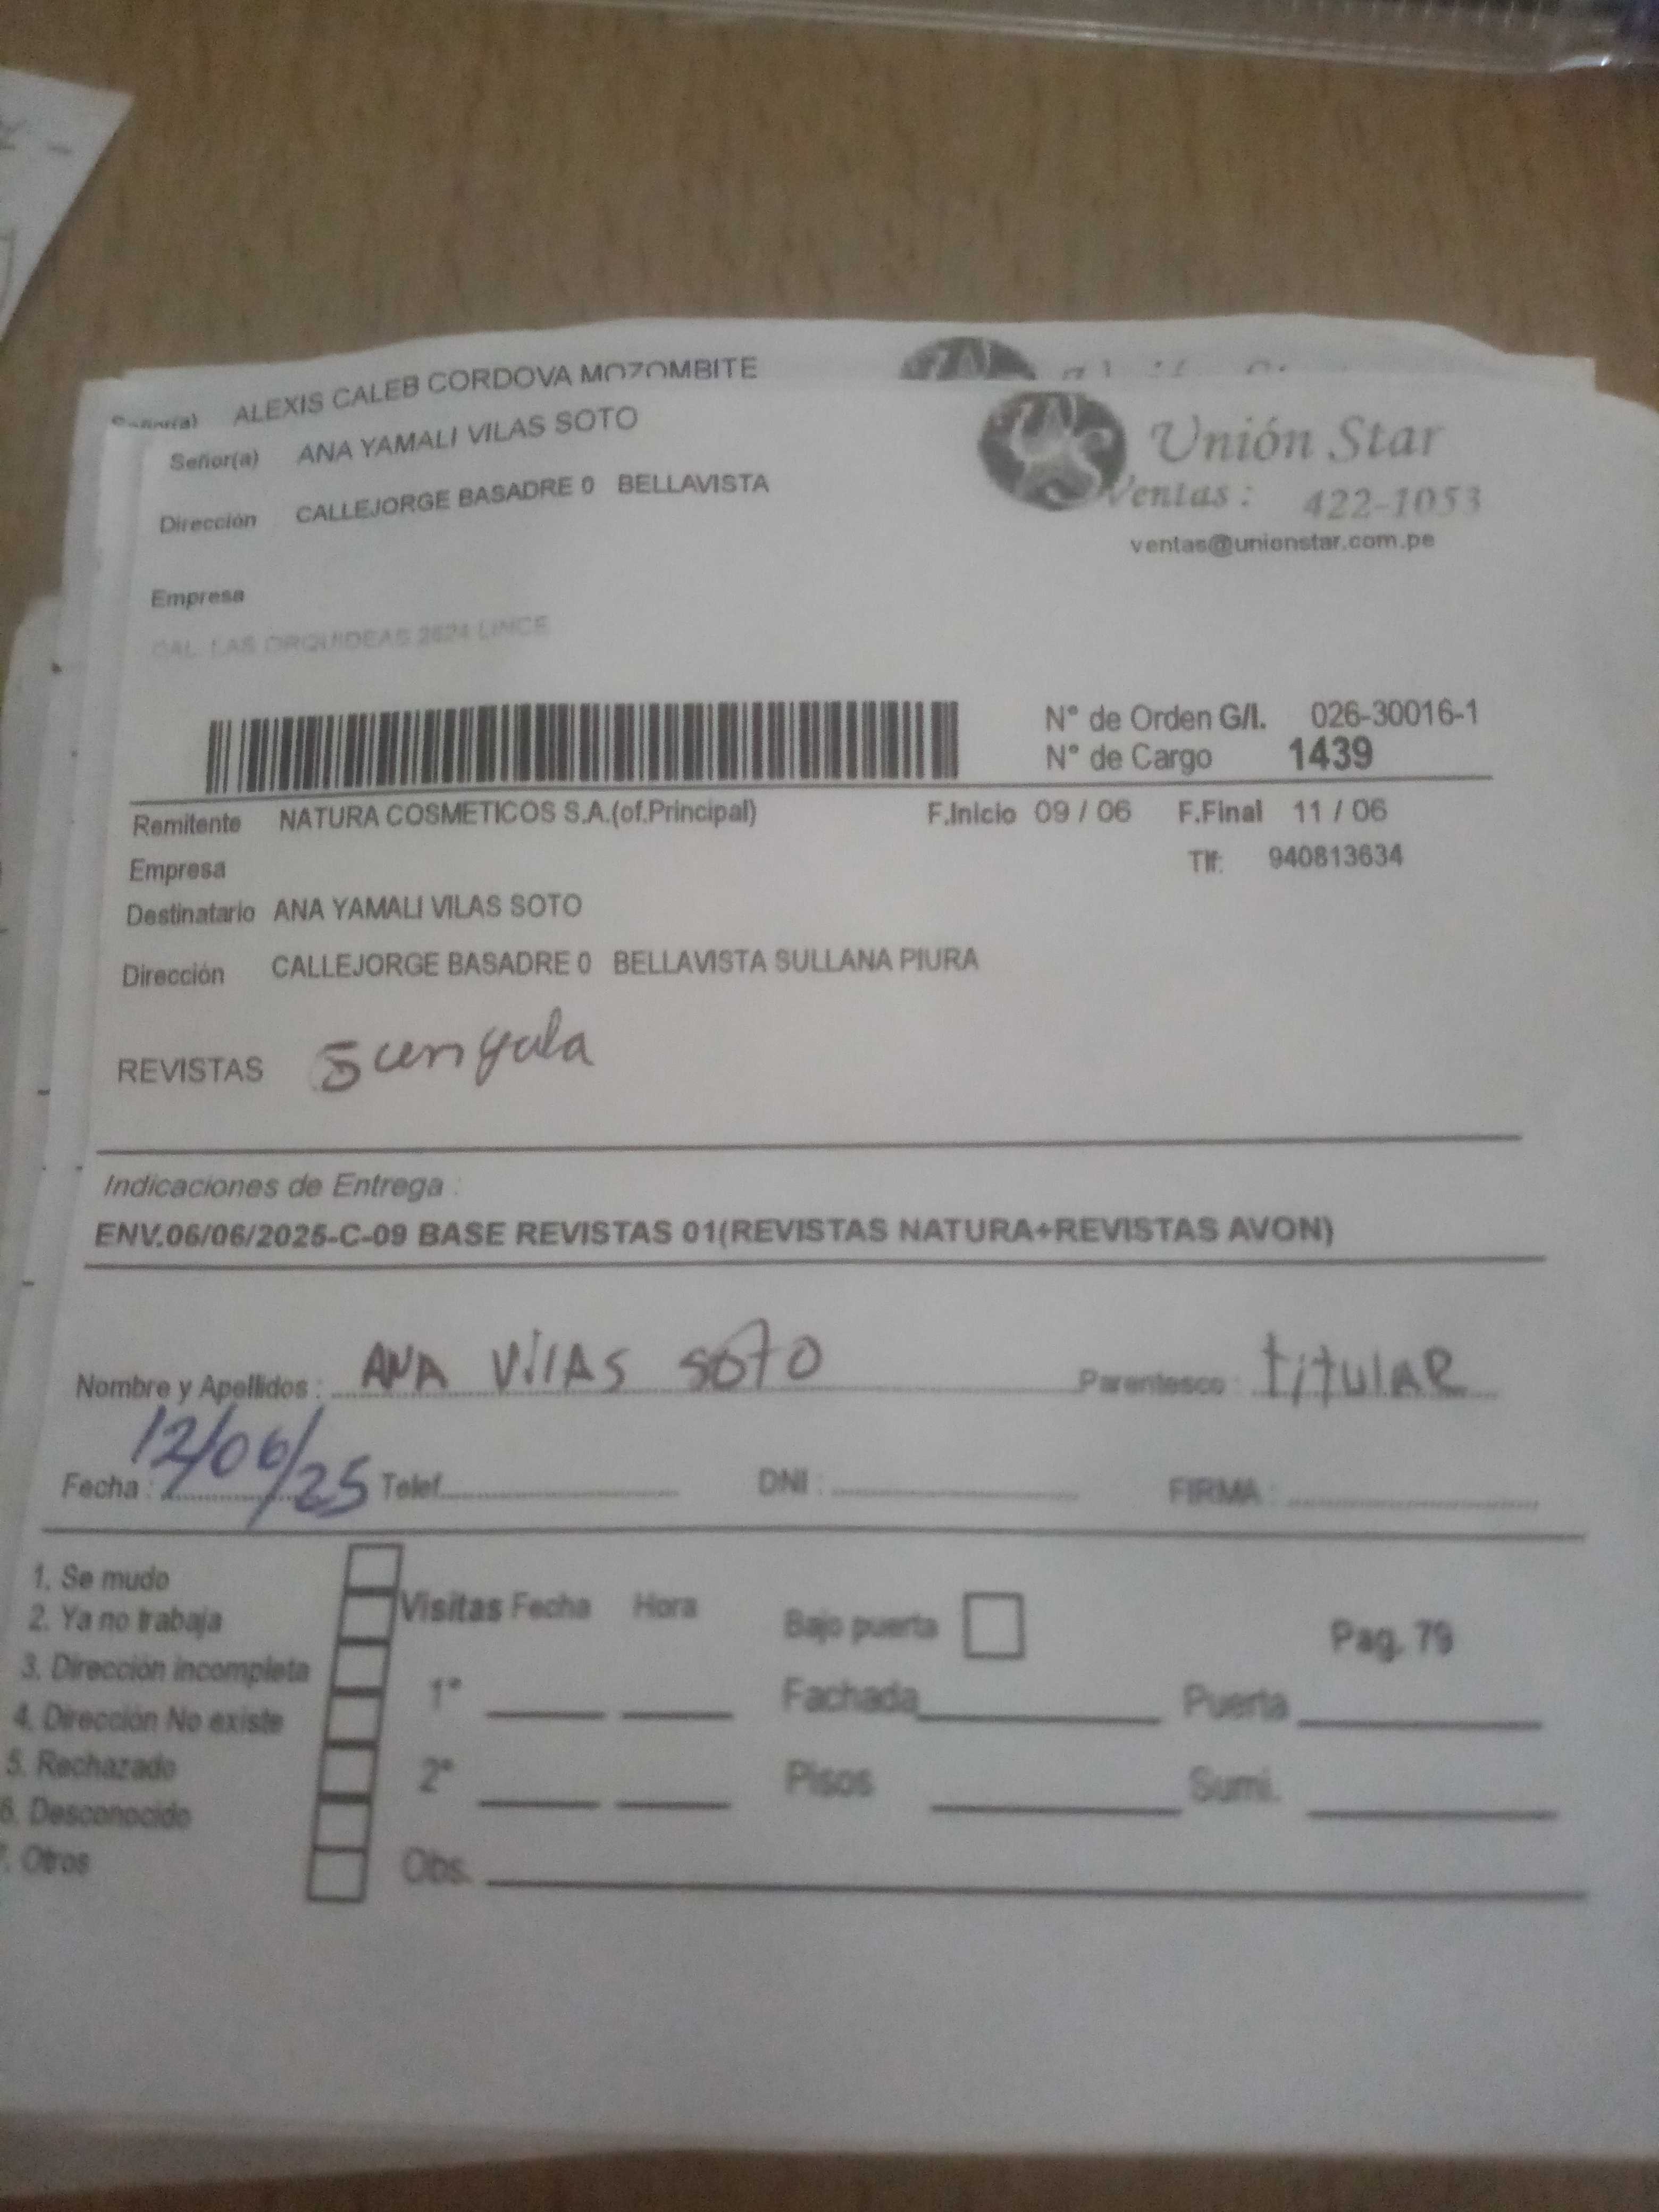 Señor(a) ALEXIS CALEB CORDOVA MOZOMBITE
Señor(a) ANA YAMALI VILAS SOTO
Dirección CALLEJORGE BASADRE 0 BELLAVISTA
Unión Star
Ventas : 422-1053
ventas@unionstar.com.pe
Empresa
CAL. LAS ORQUIDEAS 2624 LINCE
N° de Orden G/I. 026-30016-1
N° de Cargo 1439
Remitente NATURA COSMETICOS S.A.(of.Principal) F.Inicio 09 / 06 F.Final 11 / 06
Empresa Tlf: 940813634
Destinatario ANA YAMALI VILAS SOTO
Dirección CALLEJORGE BASADRE 0 BELLAVISTA SULLANA PIURA
REVISTAS
Indicaciones de Entrega :
ENV.06/06/2025-C-09 BASE REVISTAS 01(REVISTAS NATURA+REVISTAS AVON)
Nombre y Apellidos : ANA VilAS SOTO Parentesco : titulAR
Fecha : 12/06/25 Telef. DNI : FIRMA :
1. Se mudo
2. Ya no trabaja
3. Dirección incompleta
4. Dirección No existe
5. Rechazado
6. Desconocido
7. Otros
Visitas Fecha Hora
1°
2°
Obs.
Bajo puerta Pag. 79
Fachada Puerta
Pisos Sumi.